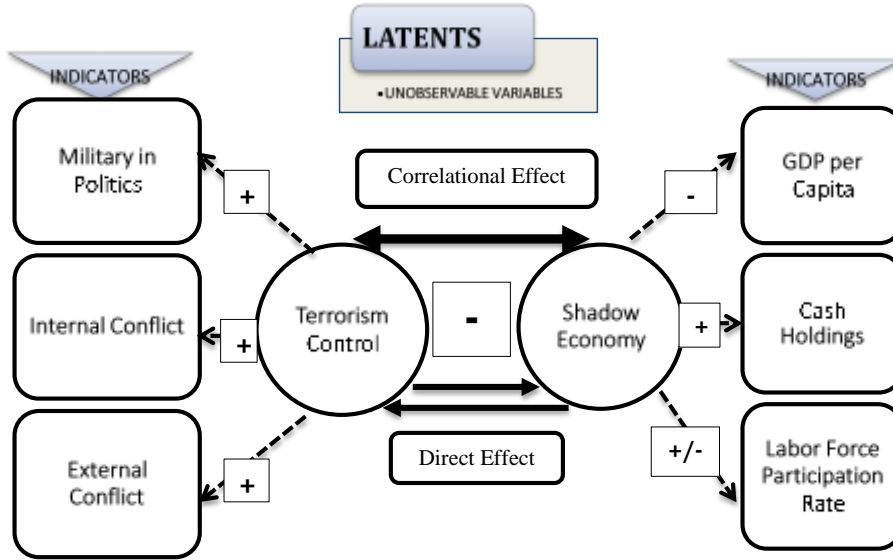 LATENTS
▪UNOBSERVABLE VARIABLES
INDICATORS
INDICATORS
Military in
Politics
+
Internal Conflict
+
External
Conflict
+
Correlational Effect
Terrorism
Control
-
Shadow
Economy
Direct Effect
-
GDP per
Capita
+
Cash
Holdings
+/-
Labor Force
Participation
Rate